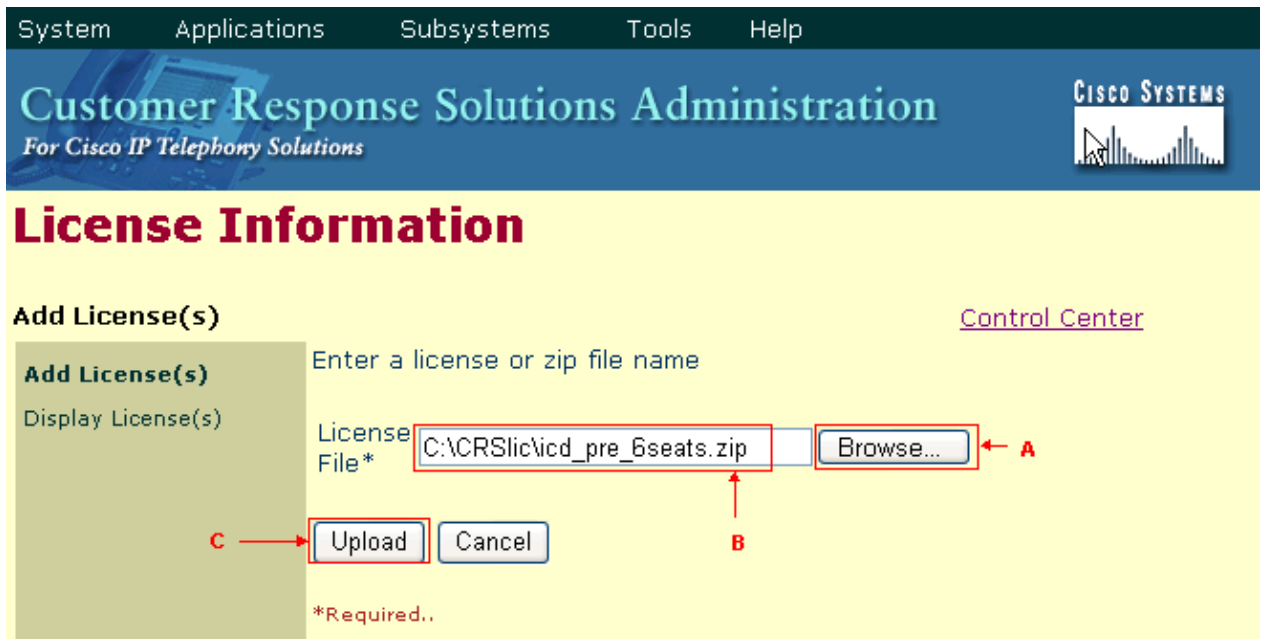 System Applications Subsystems Tools Help
Customer Response Solutions Administration
For Cisco IP Telephony Solutions
CISCO SYSTEMS
License Information
Add License(s)
Control Center
Add License(s)
Display License(s)
Enter a license or zip file name
License File*
C:\CRSlic\icd_pre_6seats.zip
Browse...
A
B
C
Upload
Cancel
*Required..